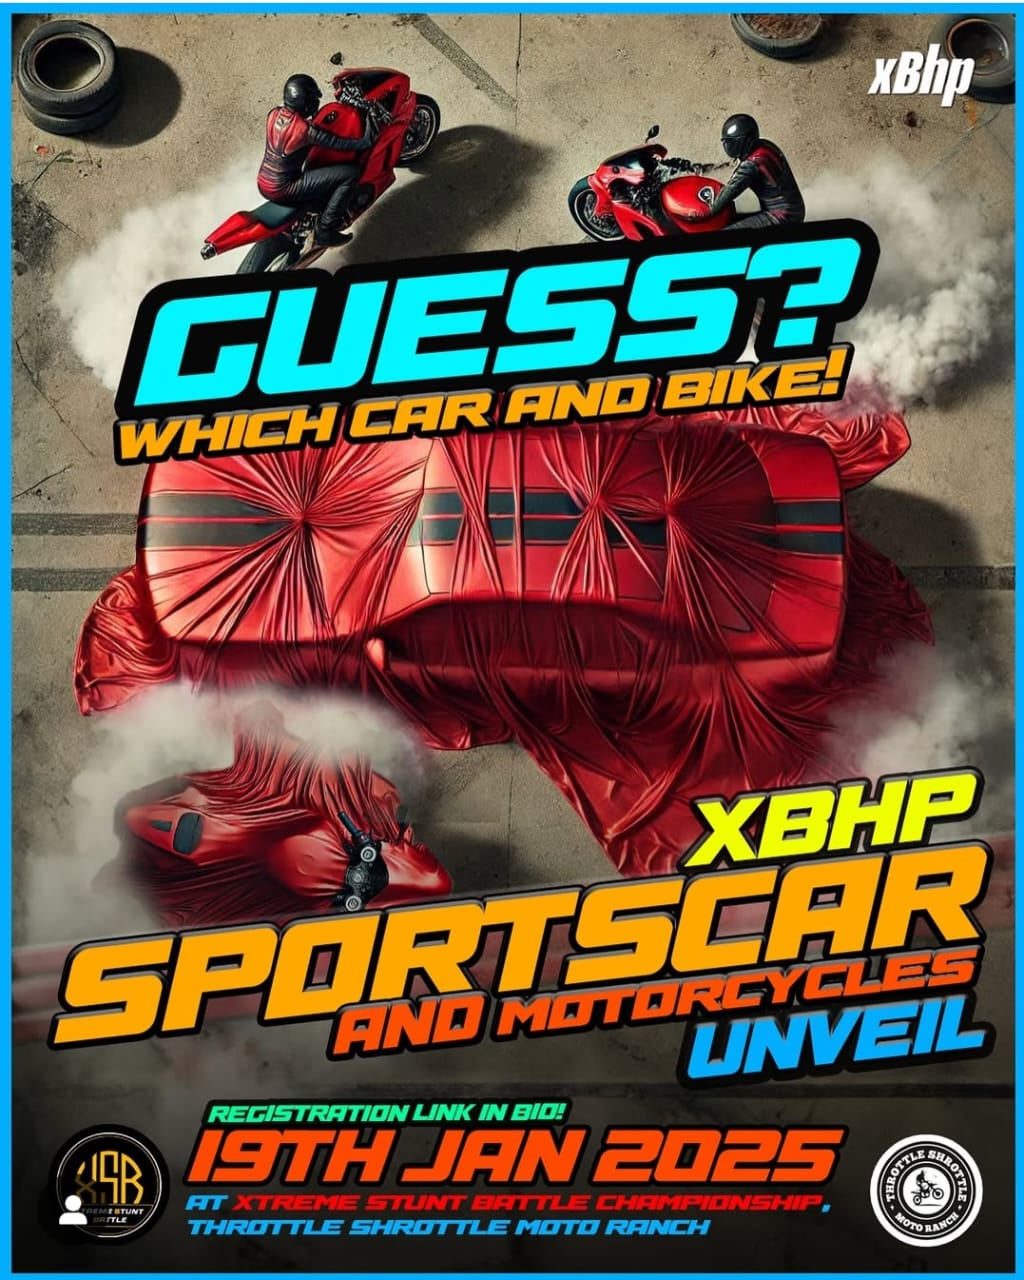 xBhp
GUESS?
WHICH CAR AND BIKE!
XBHP
SPORTSCAR
AND MOTORCYCLES
UNVEIL
REGISTRATION LINK IN BIO!
19TH JAN 2025
AT XTREME STUNT BATTLE CHAMPIONSHIP,
THROTTLE SHROTTLE MOTO RANCH
XSB
XTREME STUNT
BATTLE
THROTTLE SHROTTLE
MOTO RANCH